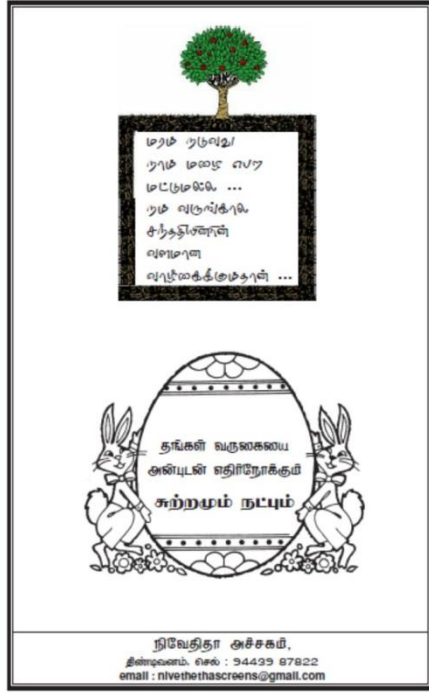 மரம் நடுவது
நாம் மழை பெற
மட்டுமல்ல ...
நம் வருங்கால
சந்ததியினரின்
வளமான
வாழ்க்கைக்கும்தான் ...
தங்கள் வருகையை
அன்புடன் எதிர்நோக்கும்
சுற்றமும் நட்பும்
நிவேதிதா அச்சகம்,
திண்டிவனம். செல் : 94439 87822
email : nivethethascreens@gmail.com